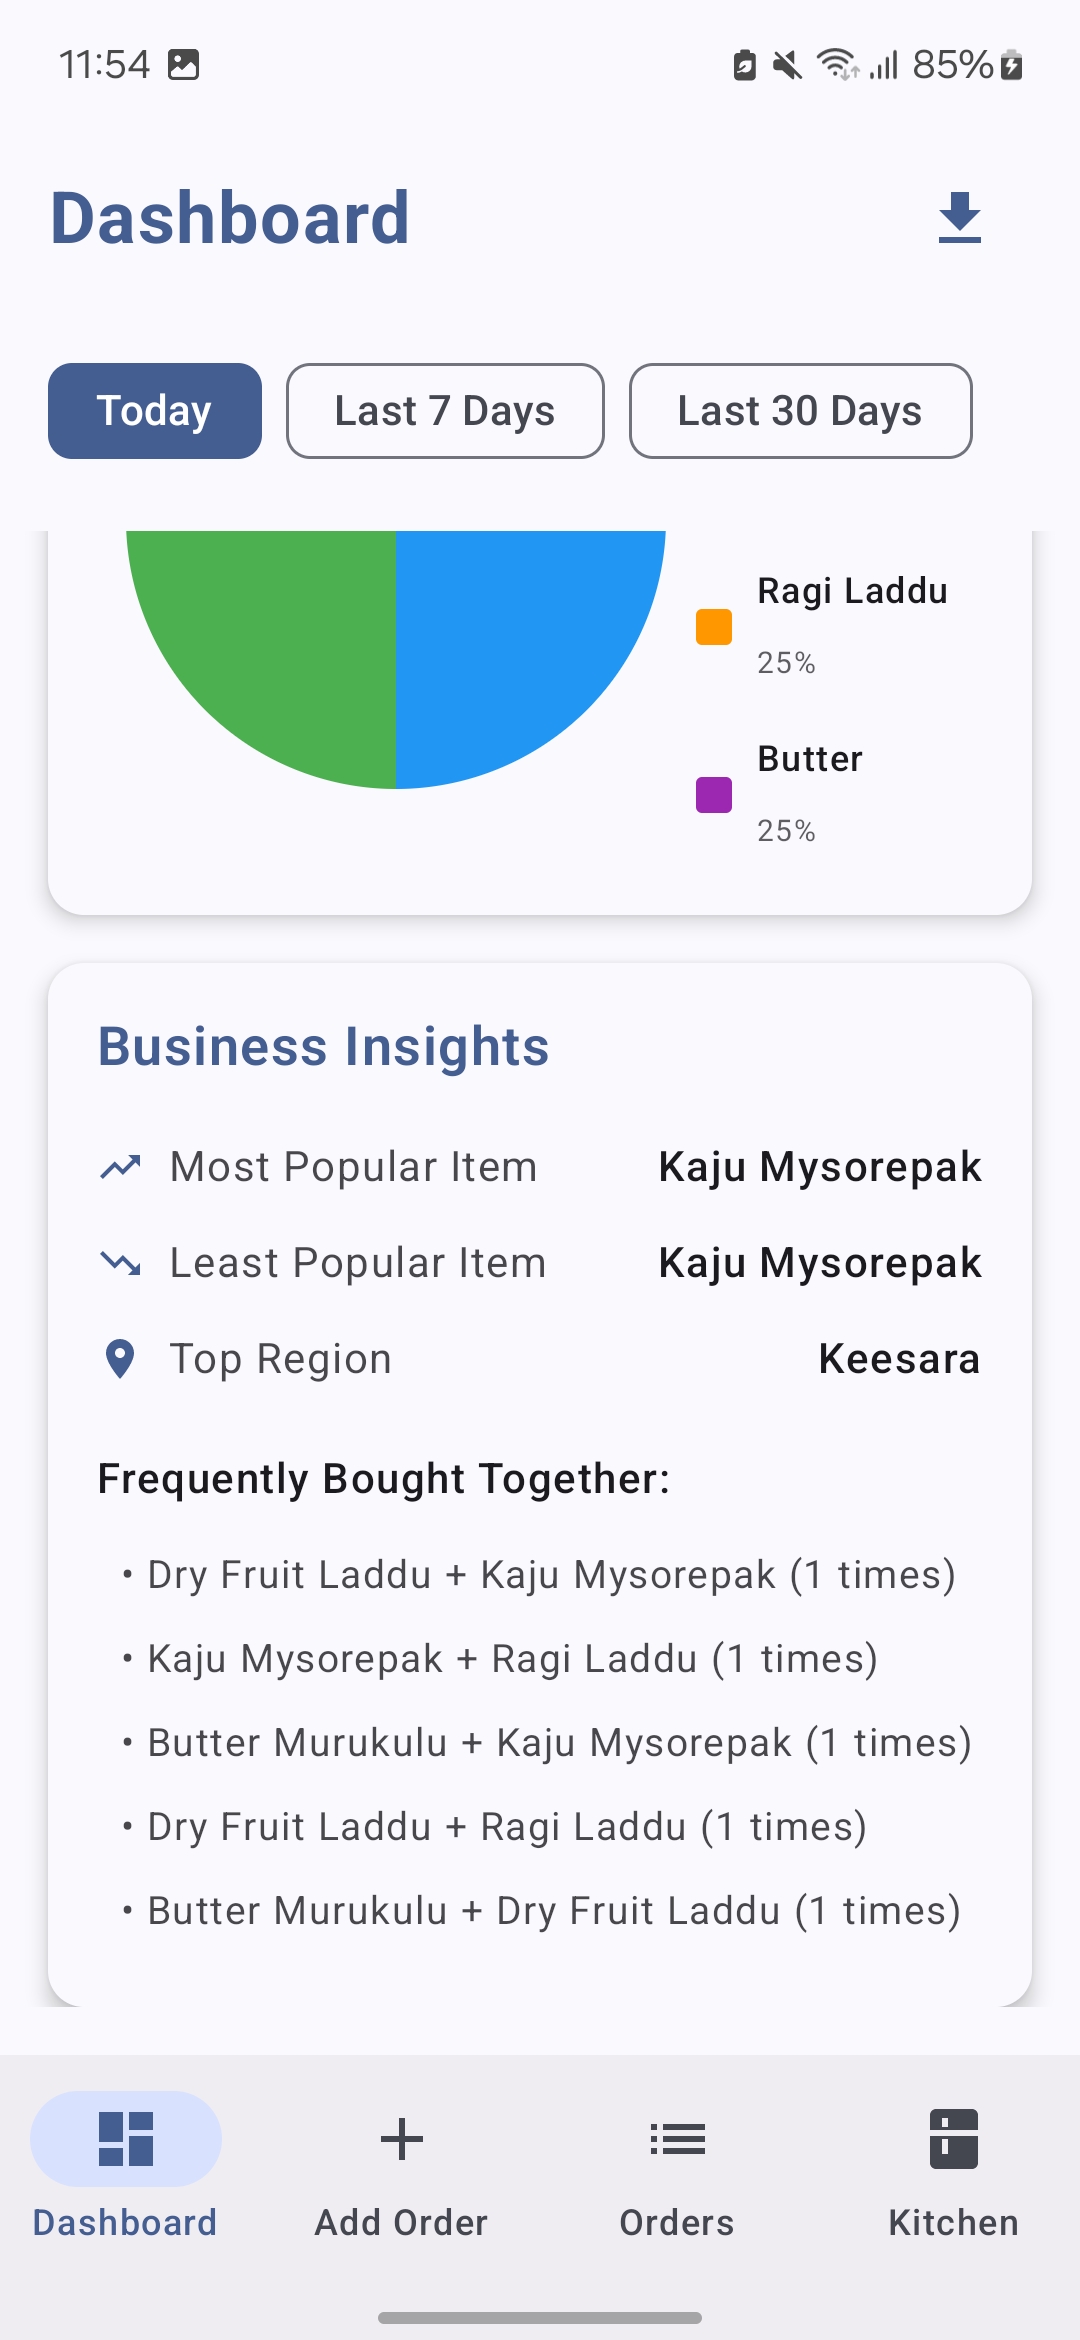 11:54 85%
Dashboard
Today Last 7 Days Last 30 Days
Ragi Laddu
25%
Butter
25%
Business Insights
Most Popular Item Kaju Mysorepak
Least Popular Item Kaju Mysorepak
Top Region Keesara
Frequently Bought Together:
• Dry Fruit Laddu + Kaju Mysorepak (1 times)
• Kaju Mysorepak + Ragi Laddu (1 times)
• Butter Murukulu + Kaju Mysorepak (1 times)
• Dry Fruit Laddu + Ragi Laddu (1 times)
• Butter Murukulu + Dry Fruit Laddu (1 times)
Dashboard Add Order Orders Kitchen